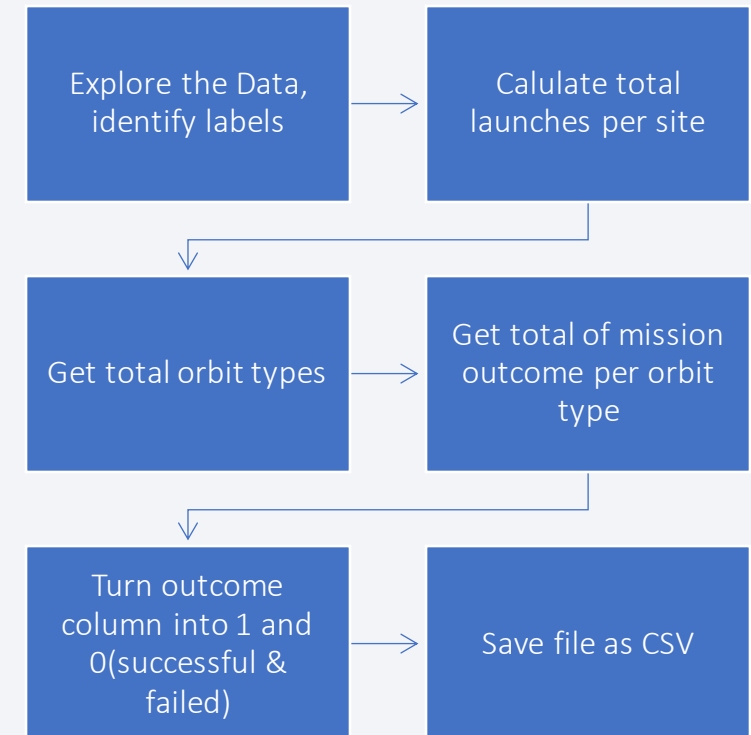 Explore the Data,
identify labels
Calulate total
launches per site
Get total orbit types
Get total of mission
outcome per orbit
type
Turn outcome
column into 1 and
0(successful &
failed)
Save file as CSV